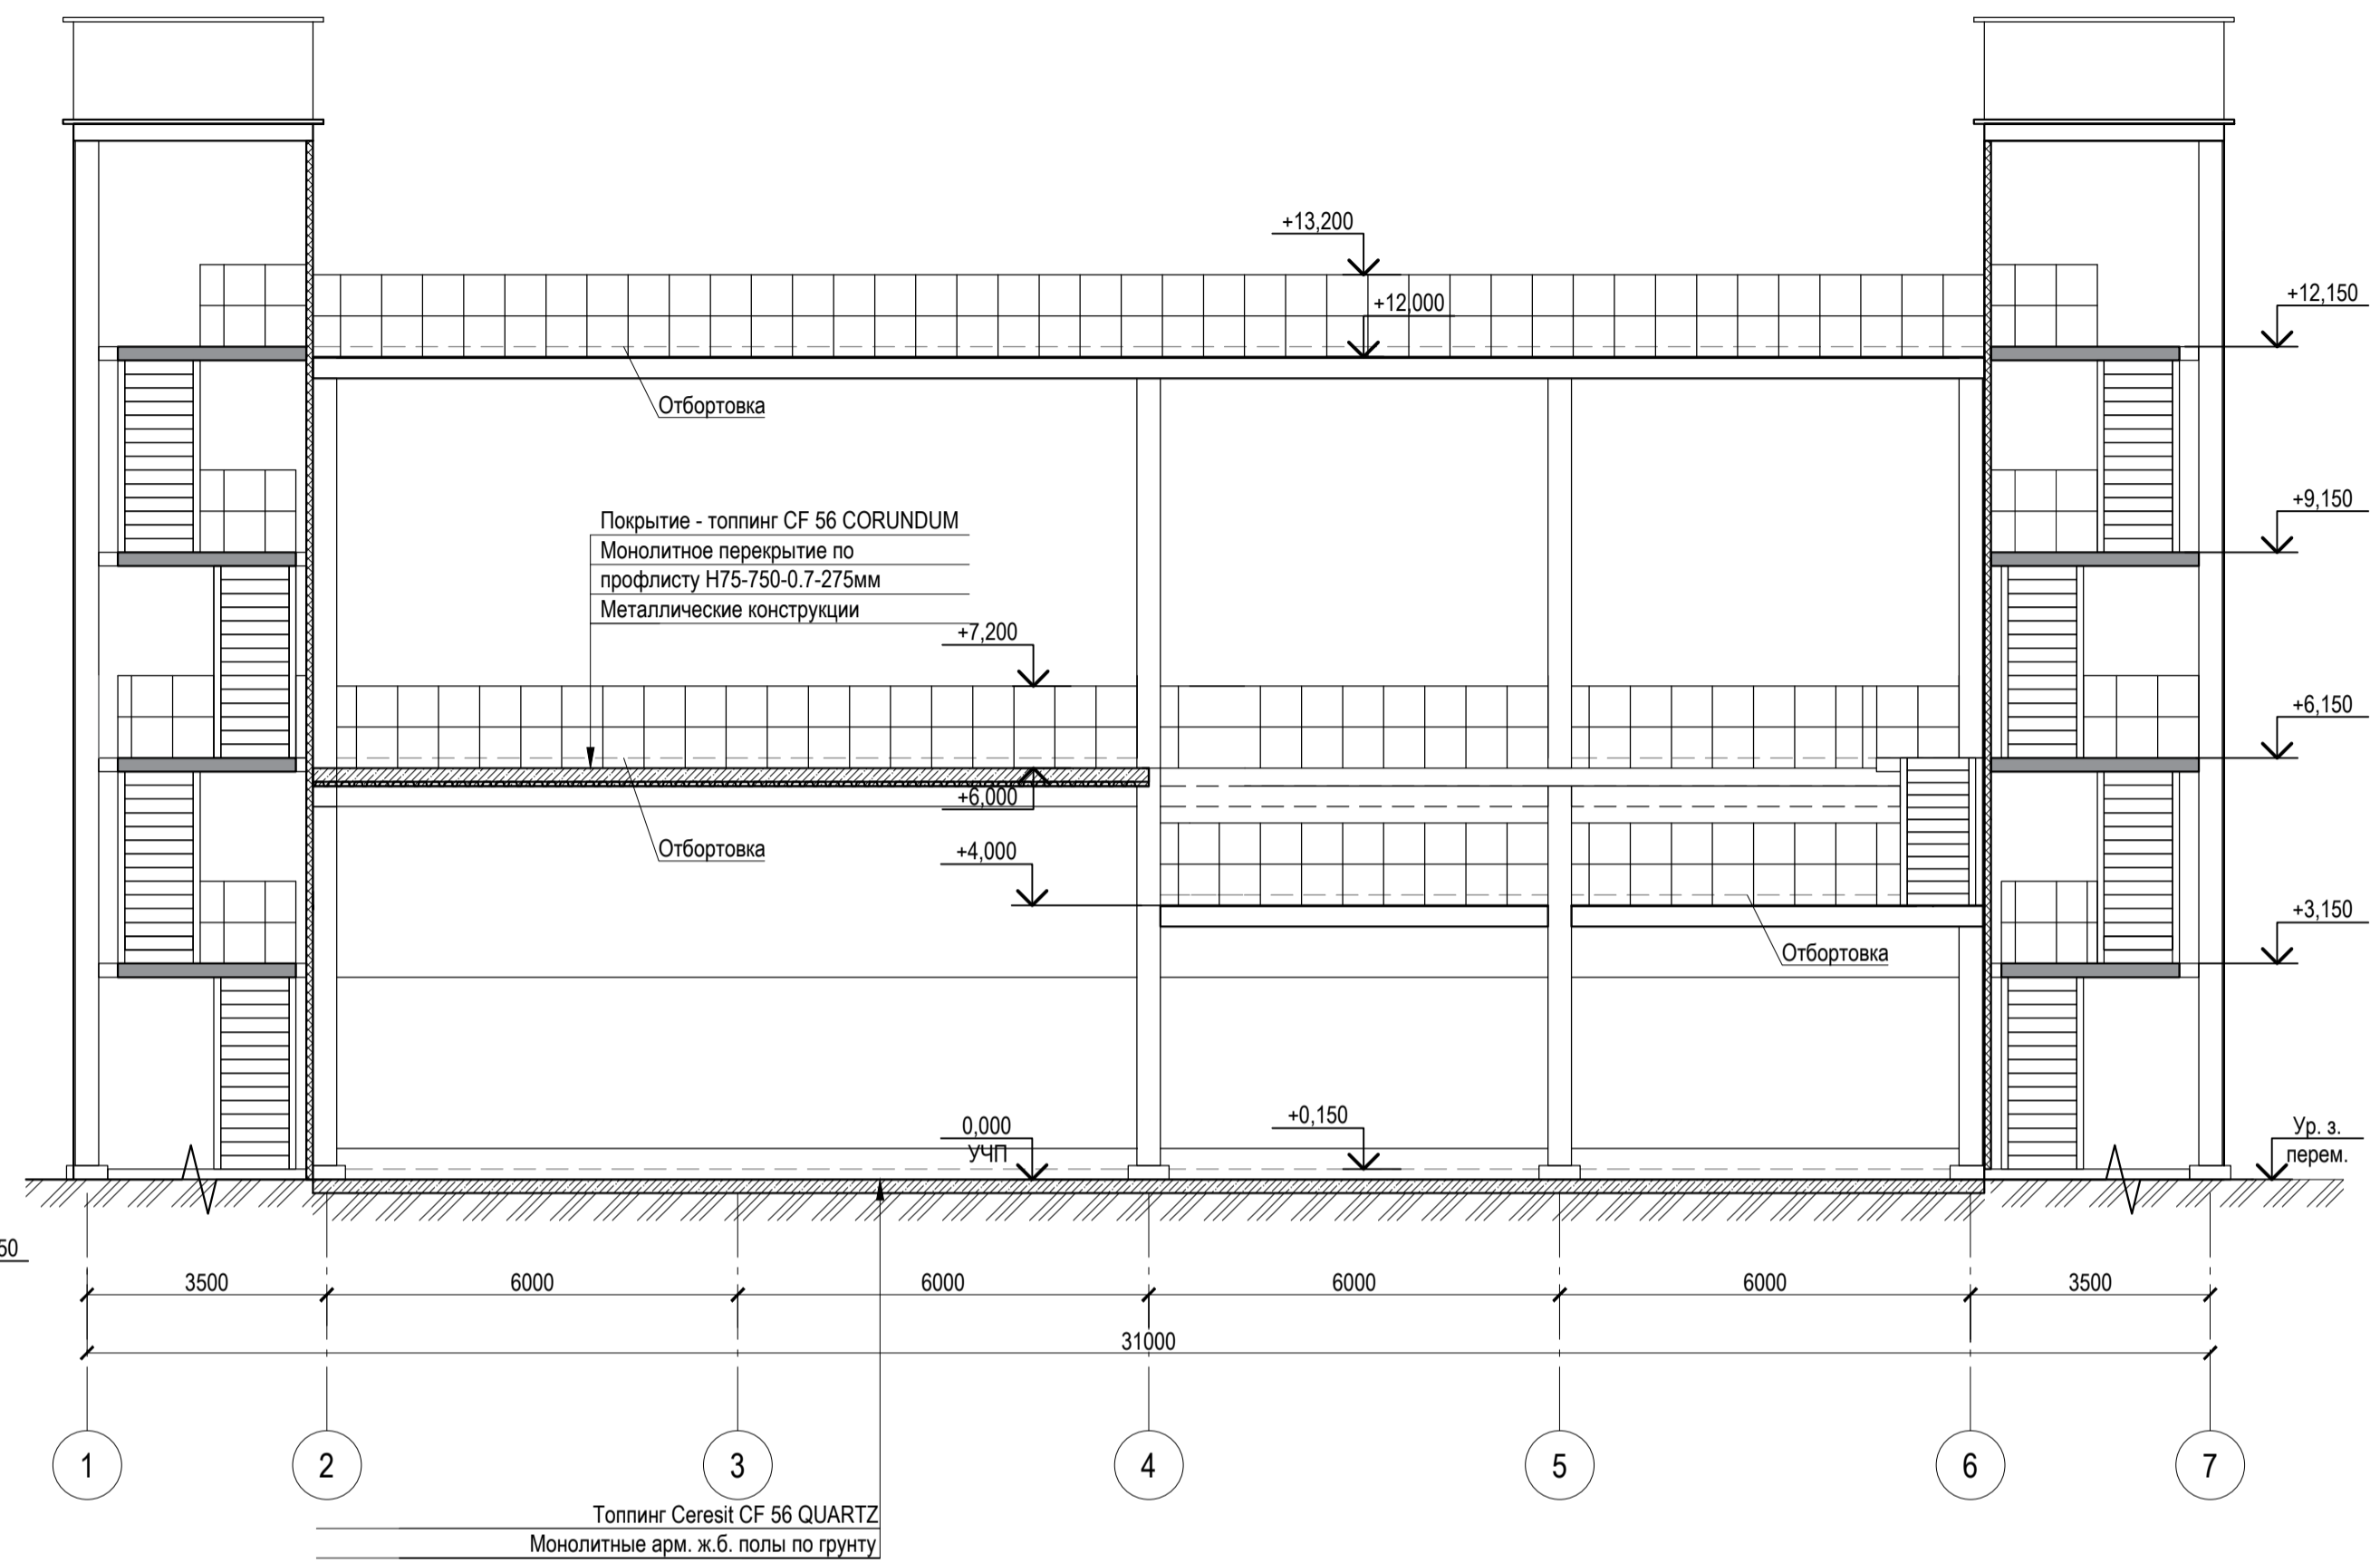 +13,200
+12,000
+12,150
Отбортовка
+9,150
Покрытие - топпинг CF 56 CORUNDUM
Монолитное перекрытие по
профлисту Н75-750-0.7-275мм
Металлические конструкции
+7,200
+6,150
+6,000
Отбортовка
+4,000
+3,150
Отбортовка
0,000
УЧП
+0,150
Ур. з.
перем.
50
3500 6000 6000 6000 6000 3500
31000
1 2 3 4 5 6 7
Топпинг Ceresit CF 56 QUARTZ
Монолитные арм. ж.б. полы по грунту